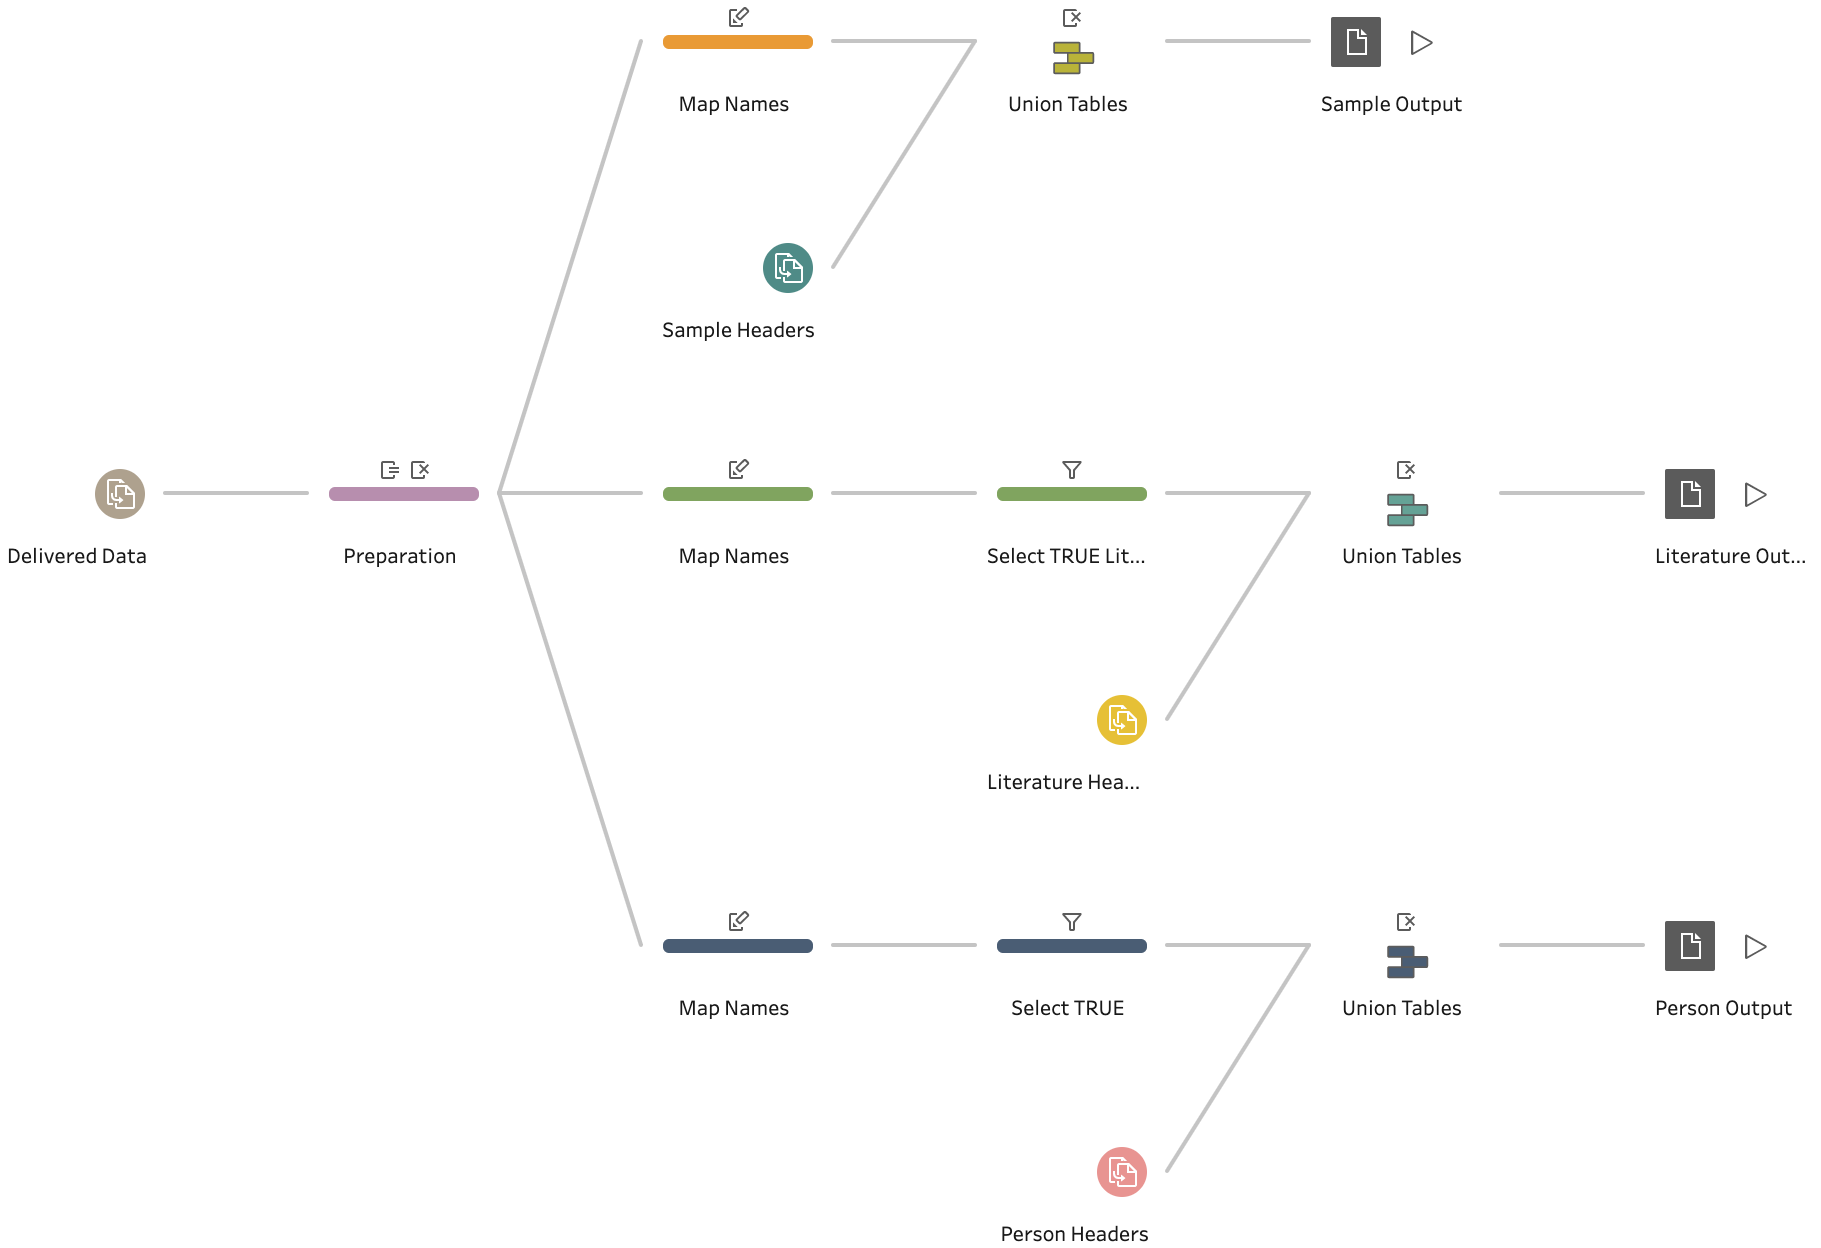 Map Names
Union Tables
Sample Output
Sample Headers
Delivered Data
Preparation
Map Names
Select TRUE Lit...
Union Tables
Literature Out...
Literature Hea...
Map Names
Select TRUE
Union Tables
Person Output
Person Headers